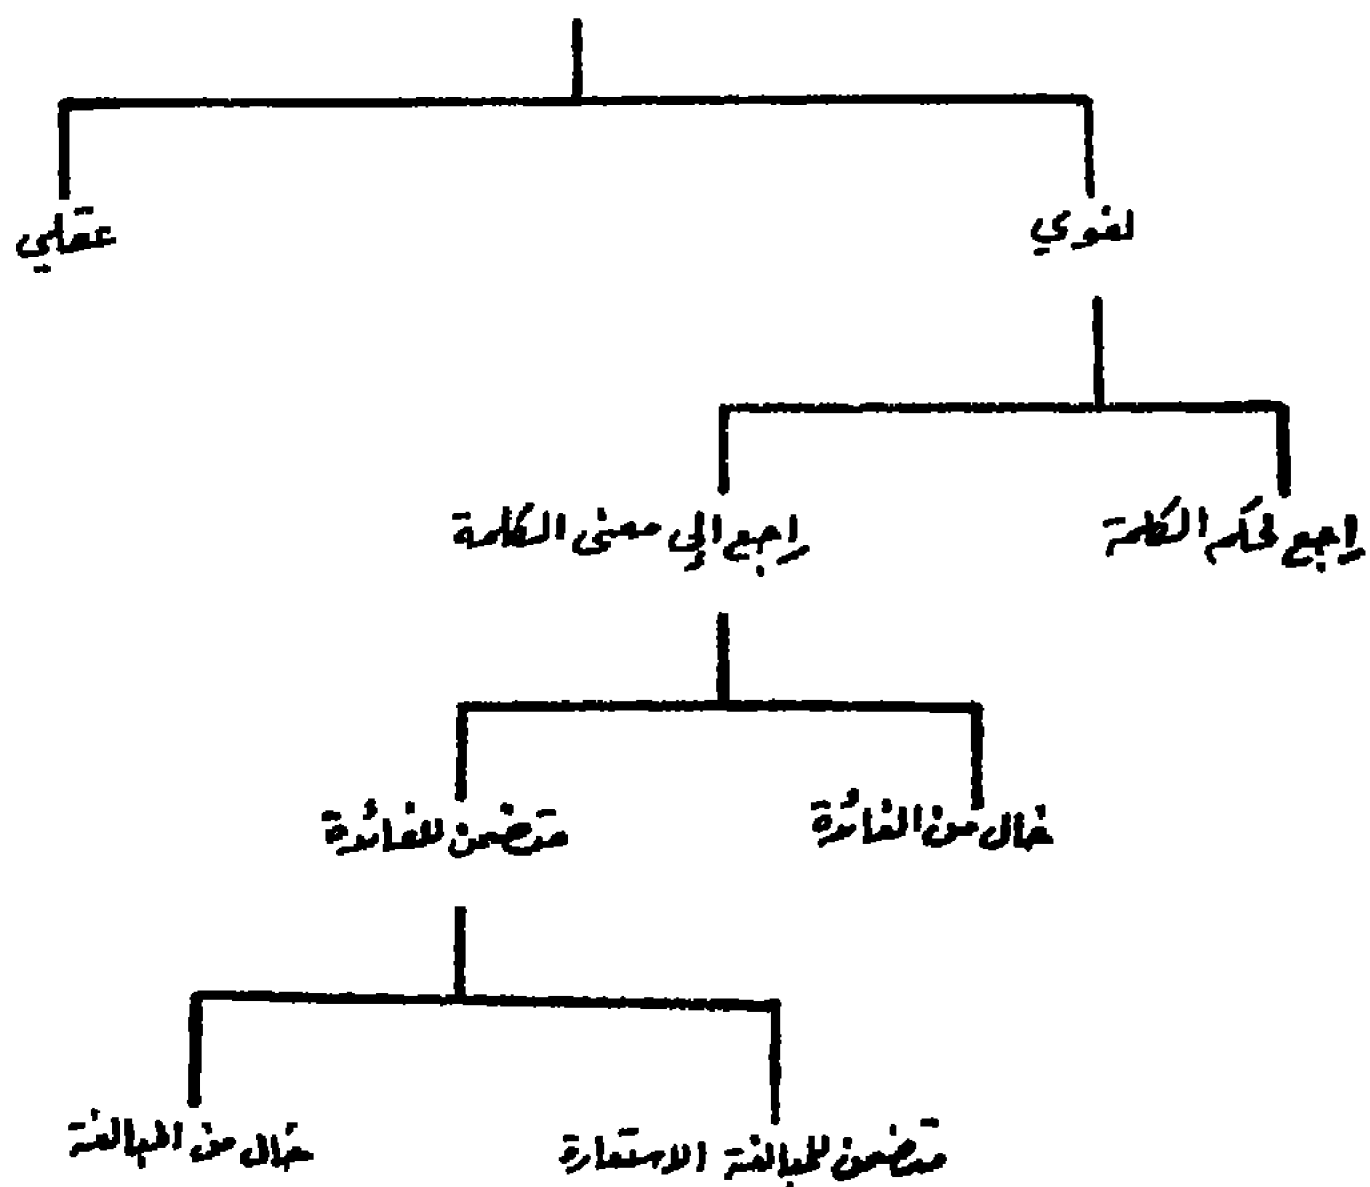 لغوي
عقلي
راجع لحكم الكلمة
راجع إلى معنى الكلمة
خال من الفائدة
متضمن للفائدة
متضمن للمبالغة الاستعارة
خال من المبالغة